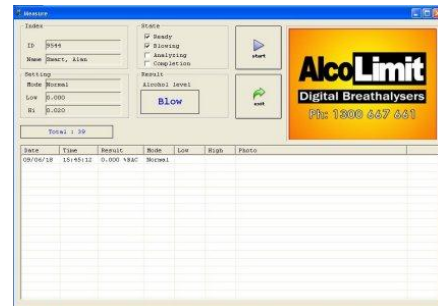 Measure
Index
ID 9544
Name Smart, Alan
State
Ready
Blowing
Analyzing
Completion
start
Setting
Mode Normal
Low 0.000
Hi 0.020
Result
Alcohol level
Blow
exit
Total : 39
AlcoLimit
Digital Breathalysers
Ph: 1300 667 661
Date Time Result Mode Low High Photo
09/06/18 15:45:12 0.000 %BAC Normal